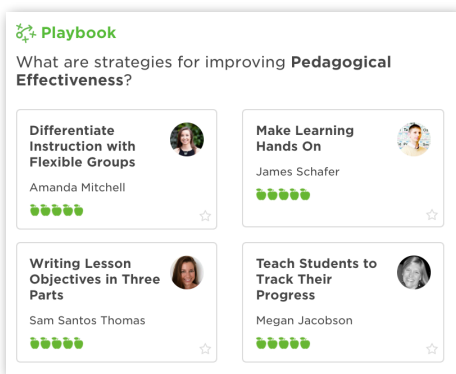 Playbook
What are strategies for improving Pedagogical
Effectiveness?
Differentiate
Instruction with
Flexible Groups
Amanda Mitchell
Make Learning
Hands On
James Schafer
Writing Lesson
Objectives in Three
Parts
Sam Santos Thomas
Teach Students to
Track Their
Progress
Megan Jacobson